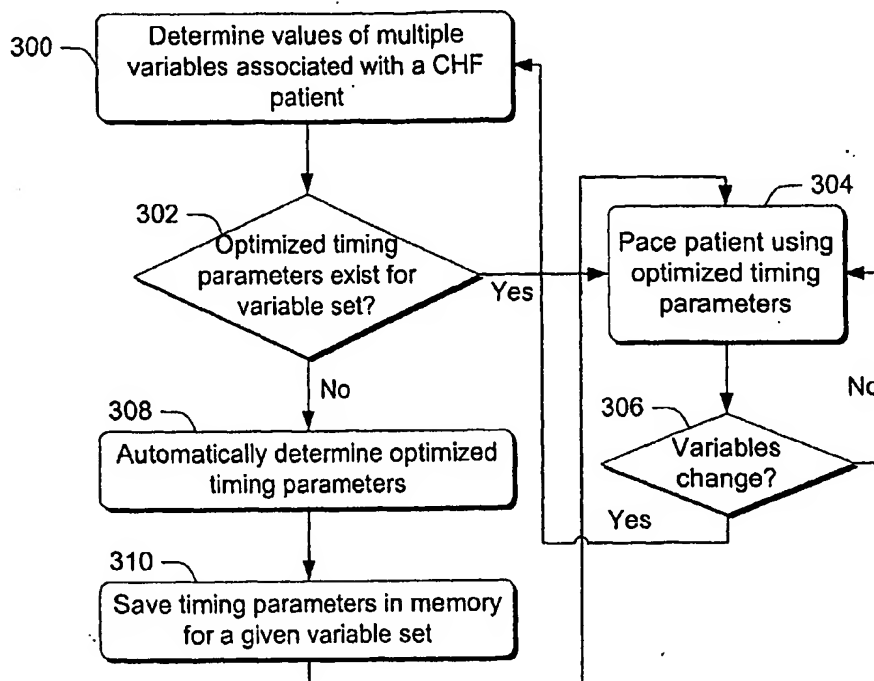 300
Determine values of multiple
variables associated with a CHF
patient
302
Optimized timing
parameters exist for
variable set?
Yes
304
Pace patient using
optimized timing
parameters
No
No
306
Variables
change?
Yes
308
Automatically determine optimized
timing parameters
310
Save timing parameters in memory
for a given variable set